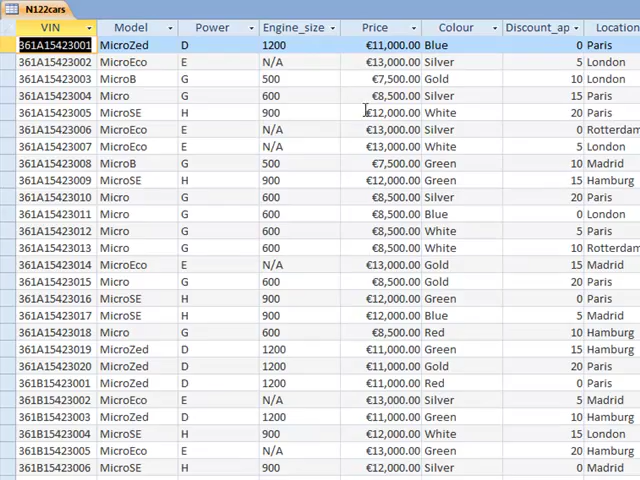 N122cars
VIN Model Power Engine_size Price Colour Discount_ap Location
361A15423001 MicroZed D 1200 €11,000.00 Blue 0 Paris
361A15423002 MicroEco E N/A €13,000.00 Silver 5 London
361A15423003 MicroB G 500 €7,500.00 Gold 10 London
361A15423004 Micro G 600 €8,500.00 Silver 15 Paris
361A15423005 MicroSE H 900 €12,000.00 White 20 Paris
361A15423006 MicroEco E N/A €13,000.00 Silver 0 Rotterdam
361A15423007 MicroEco E N/A €13,000.00 White 5 London
361A15423008 MicroB G 500 €7,500.00 Green 10 Madrid
361A15423009 MicroSE H 900 €12,000.00 Green 15 Hamburg
361A15423010 Micro G 600 €8,500.00 Silver 20 Paris
361A15423011 Micro G 600 €8,500.00 Blue 0 London
361A15423012 Micro G 600 €8,500.00 White 5 Paris
361A15423013 Micro G 600 €8,500.00 White 10 Rotterdam
361A15423014 MicroEco E N/A €13,000.00 Gold 15 Madrid
361A15423015 Micro G 600 €8,500.00 Gold 20 Paris
361A15423016 MicroSE H 900 €12,000.00 Green 0 Paris
361A15423017 MicroSE H 900 €12,000.00 Blue 5 Madrid
361A15423018 Micro G 600 €8,500.00 Red 10 Hamburg
361A15423019 MicroZed D 1200 €11,000.00 Green 15 Hamburg
361A15423020 MicroZed D 1200 €11,000.00 Gold 20 Paris
361B15423001 MicroZed D 1200 €11,000.00 Red 0 Paris
361B15423002 MicroEco E N/A €13,000.00 Silver 5 Madrid
361B15423003 MicroZed D 1200 €11,000.00 Green 10 Hamburg
361B15423004 MicroSE H 900 €12,000.00 White 15 London
361B15423005 MicroEco E N/A €13,000.00 Green 20 Hamburg
361B15423006 MicroSE H 900 €12,000.00 Silver 0 Madrid